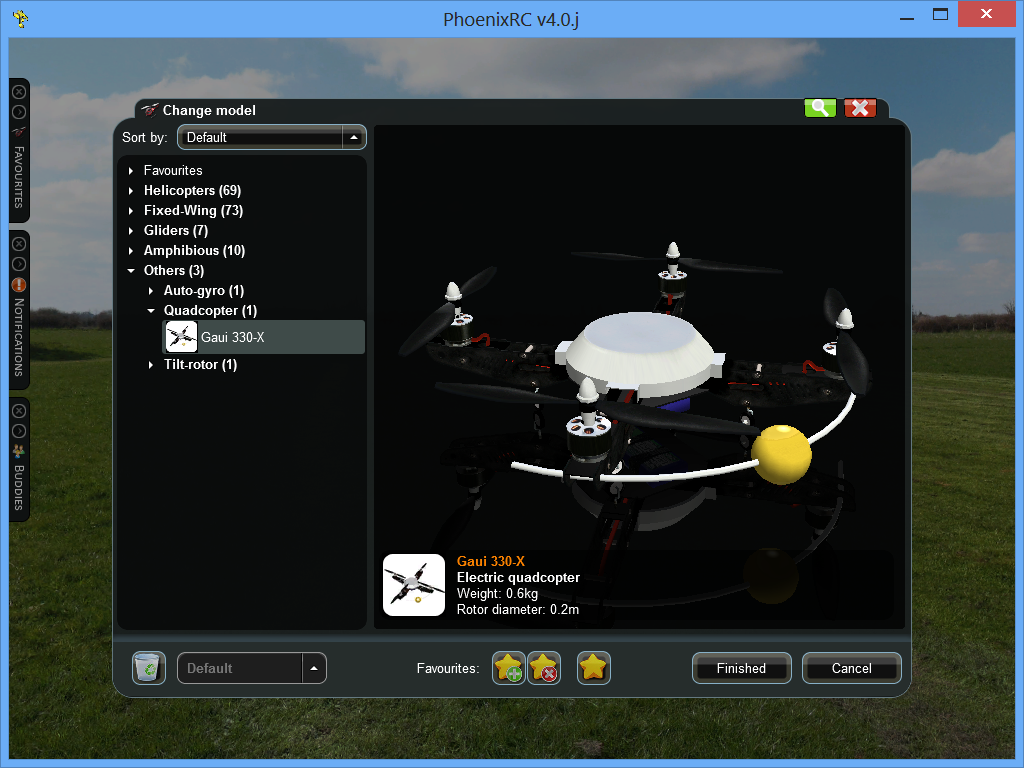 PhoenixRC v4.0.j
Change model
Sort by:
Default
Favourites
Helicopters (69)
Fixed-Wing (73)
Gliders (7)
Amphibious (10)
Others (3)
Auto-gyro (1)
Quadcopter (1)
Gaui 330-X
Tilt-rotor (1)
FAVOURITES
NOTIFICATIONS
BUDDIES
Gaui 330-X
Electric quadcopter
Weight: 0.6kg
Rotor diameter: 0.2m
Default
Favourites:
Finished
Cancel